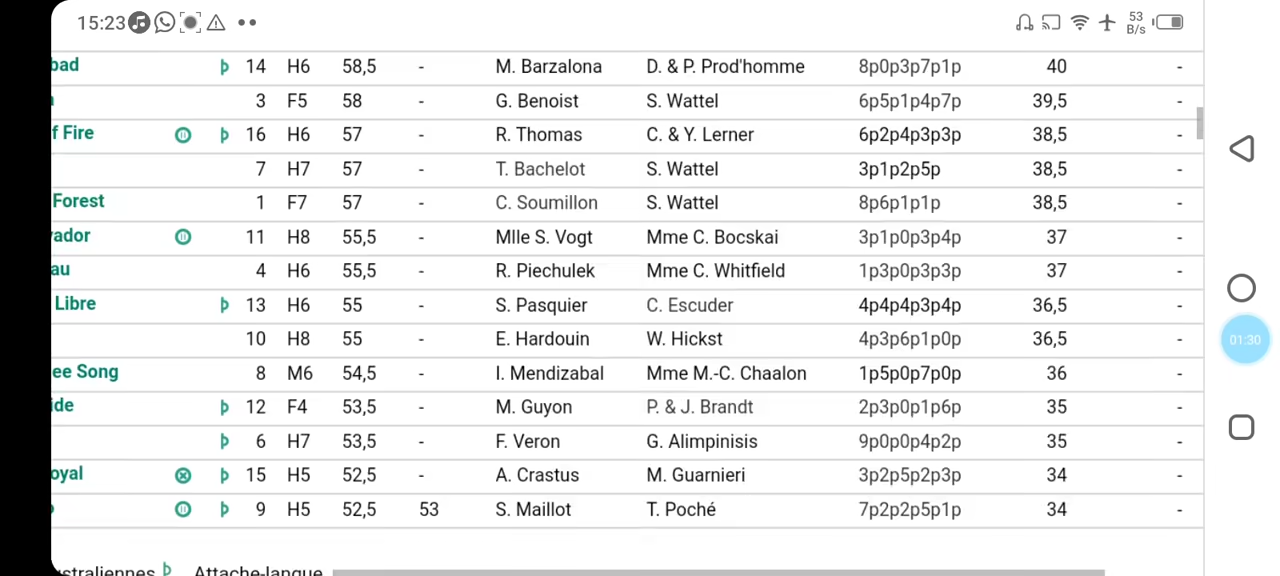 15:23 53 B/s
bad 14 H6 58,5 - M. Barzalona D. & P. Prod'homme 8p0p3p7p1p 40 -
3 F5 58 - G. Benoist S. Wattel 6p5p1p4p7p 39,5 -
f Fire 16 H6 57 - R. Thomas C. & Y. Lerner 6p2p4p3p3p 38,5 -
7 H7 57 - T. Bachelot S. Wattel 3p1p2p5p 38,5 -
Forest 1 F7 57 - C. Soumillon S. Wattel 8p6p1p1p 38,5 -
ador 11 H8 55,5 - Mlle S. Vogt Mme C. Bocskai 3p1p0p3p4p 37 -
au 4 H6 55,5 - R. Piechulek Mme C. Whitfield 1p3p0p3p3p 37 -
Libre 13 H6 55 - S. Pasquier C. Escuder 4p4p4p3p4p 36,5 -
10 H8 55 - E. Hardouin W. Hickst 4p3p6p1p0p 36,5 -
01:30
ee Song 8 M6 54,5 - I. Mendizabal Mme M.-C. Chaalon 1p5p0p7p0p 36 -
ide 12 F4 53,5 - M. Guyon P. & J. Brandt 2p3p0p1p6p 35 -
6 H7 53,5 - F. Veron G. Alimpinisis 9p0p0p4p2p 35 -
oyal 15 H5 52,5 - A. Crastus M. Guarnieri 3p2p5p2p3p 34 -
9 H5 52,5 53 S. Maillot T. Poché 7p2p2p5p1p 34 -
ustraliennes Attache-langue